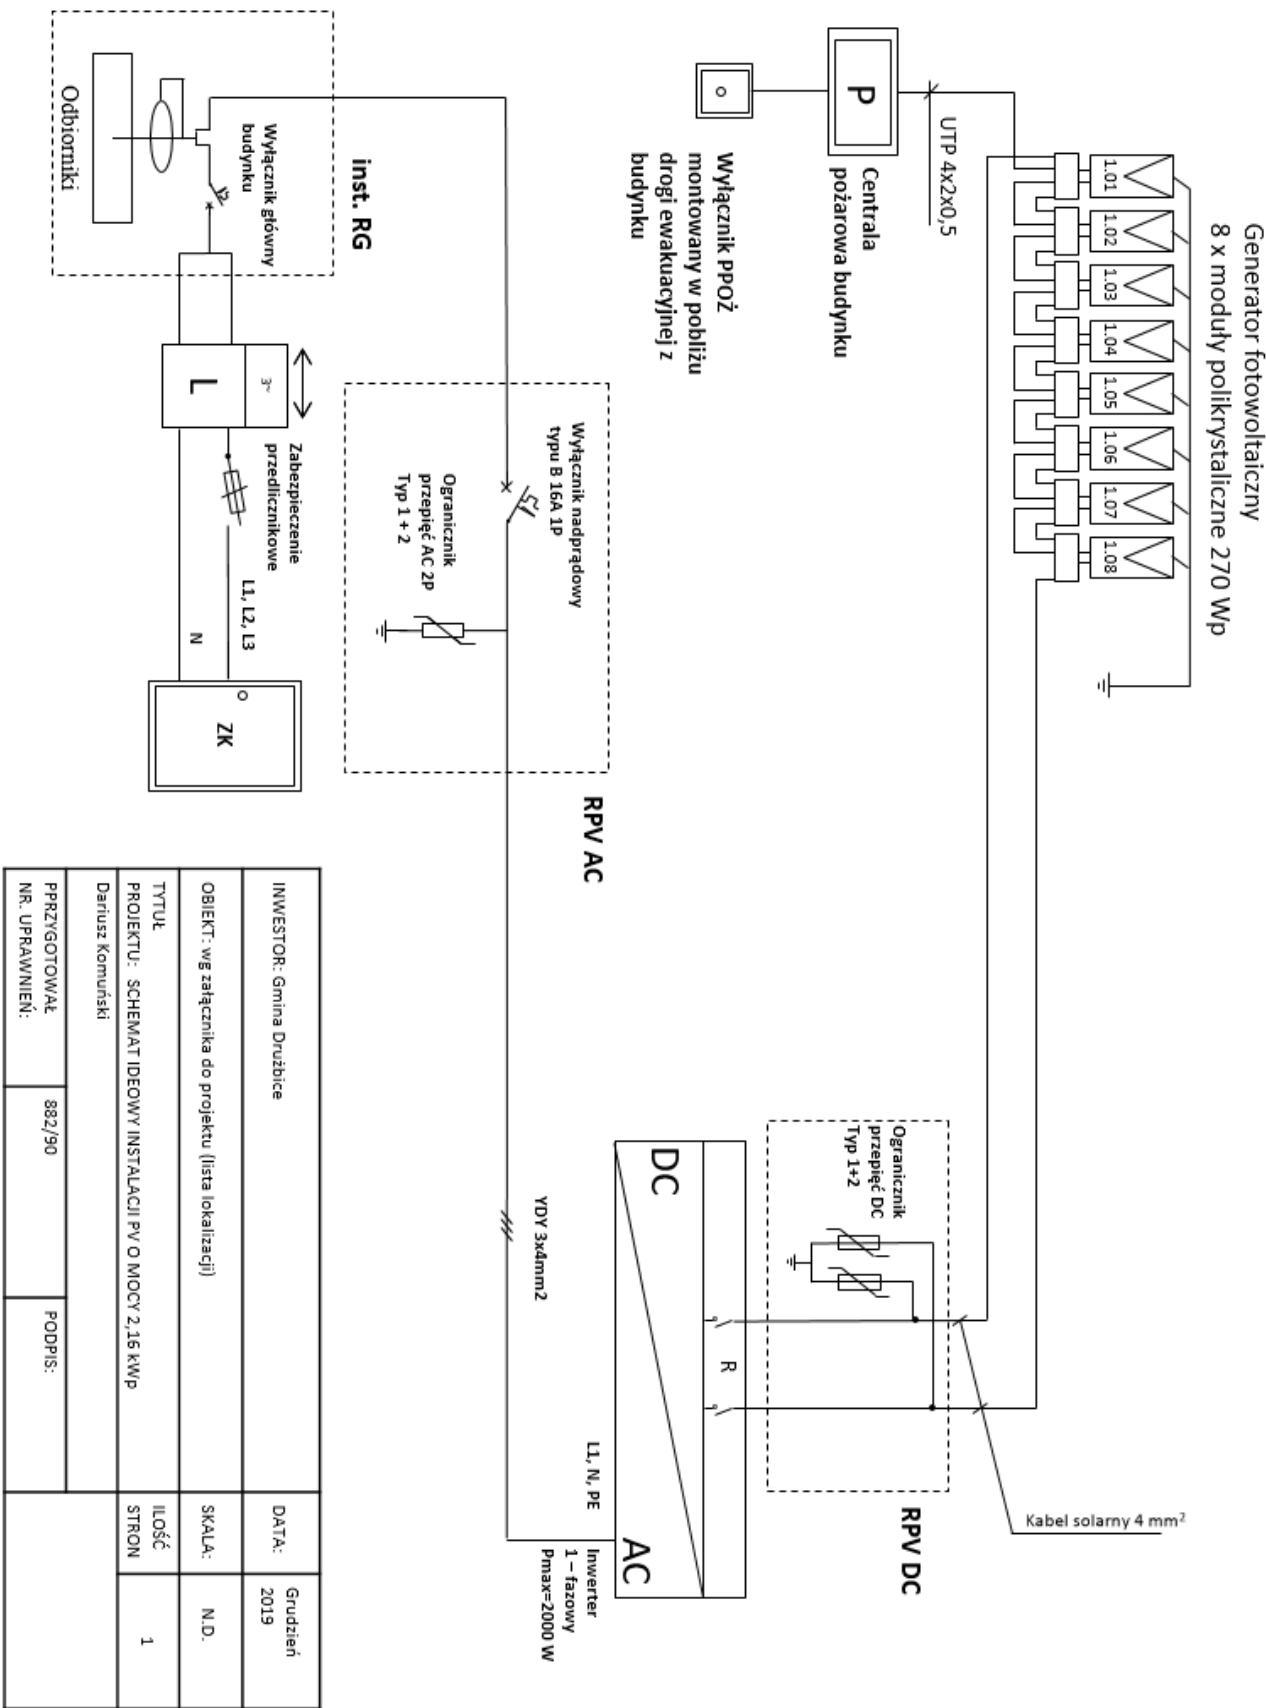 Generator fotowoltaiczny
8 x moduły polikrystaliczne 270 Wp
1.01
1.02
1.03
1.04
1.05
1.06
1.07
1.08
UTP 4x2x0,5
P
Centrala
pożarowa budynku
Wyłącznik PPOŻ
montowany w pobliżu
drogi ewakuacyjnej z
budynku
Kabel solarny 4 mm²
RPV DC
Ogranicznik
przepięć DC
Typ 1+2
R
DC
AC
L1, N, PE
Inwerter
1 – fazowy
Pmax=2000 W
YDY 3x4mm2
RPV AC
Wyłącznik nadprądowy
typu B 16A 1P
Ogranicznik
przepięć AC 2P
Typ 1 + 2
inst. RG
Wyłącznik główny
budynku
Odbiorniki
3~
L
Zabezpieczenie
przedlicznikowe
L1, L2, L3
N
ZK
INWESTOR: Gmina Drużbice
DATA:
Grudzień
2019
OBIEKT: wg załącznika do projektu (lista lokalizacji)
SKALA:
N.D.
TYTUŁ
PROJEKTU: SCHEMAT IDEOWY INSTALACJI PV O MOCY 2,16 kWp
ILOŚĆ
STRON
1
Dariusz Komuński
PPRZYGOTOWAŁ
NR. UPRAWNIEŃ:
882/90
PODPIS: